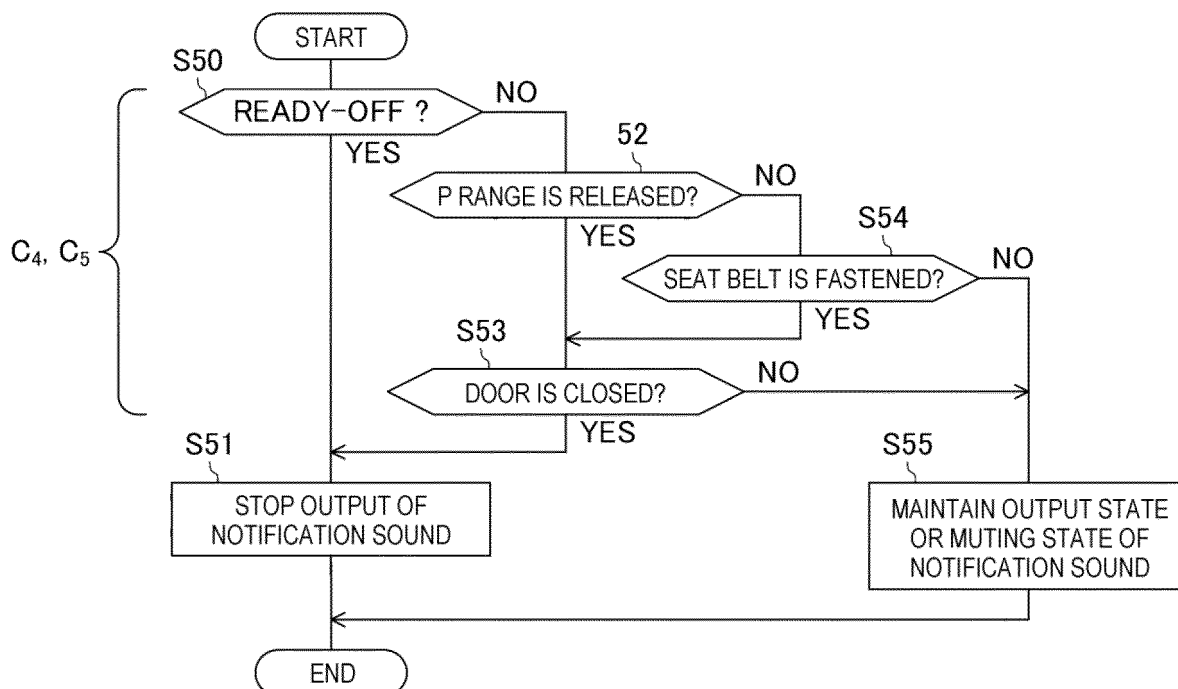 START
S50
READY-OFF ?
NO
YES
52
P RANGE IS RELEASED?
NO
YES
S54
SEAT BELT IS FASTENED?
NO
YES
C4, C5
S53
DOOR IS CLOSED?
NO
YES
S51
STOP OUTPUT OF
NOTIFICATION SOUND
S55
MAINTAIN OUTPUT STATE
OR MUTING STATE OF
NOTIFICATION SOUND
END